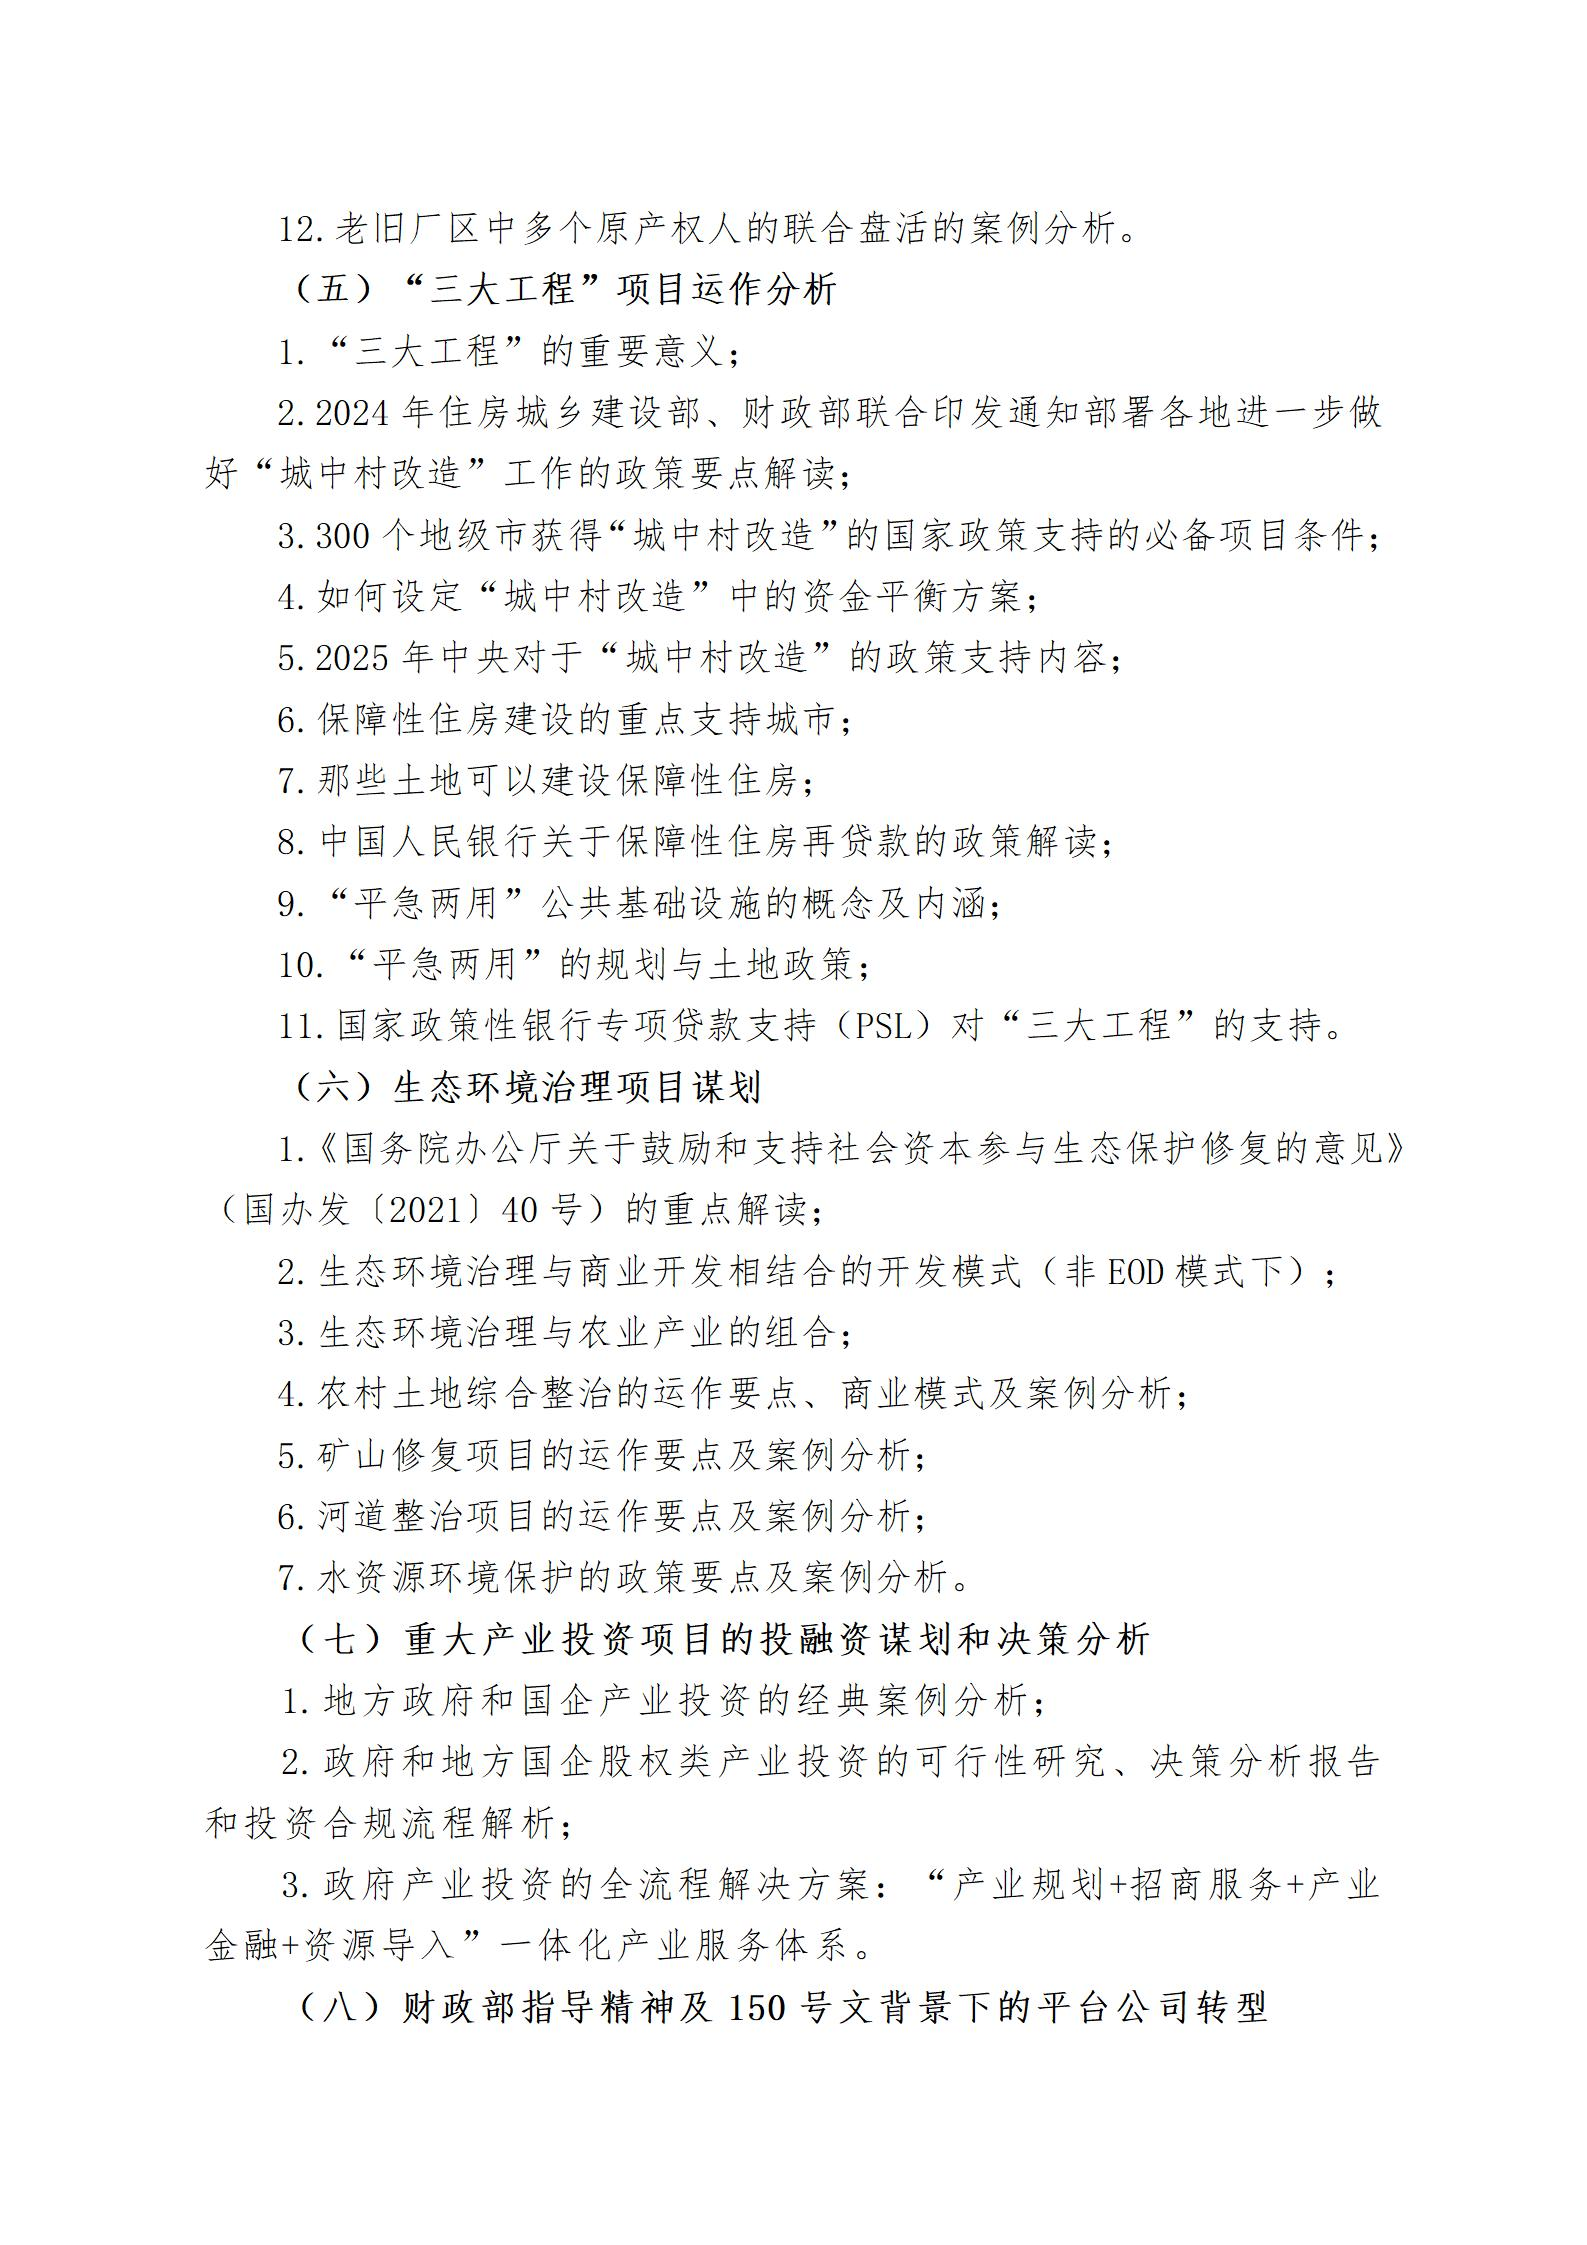 12.老旧厂区中多个原产权人的联合盘活的案例分析。
（五）“三大工程”项目运作分析
1.“三大工程”的重要意义；
2.2024 年住房城乡建设部、财政部联合印发通知部署各地进一步做
好“城中村改造”工作的政策要点解读；
3.300 个地级市获得“城中村改造”的国家政策支持的必备项目条件；
4.如何设定“城中村改造”中的资金平衡方案；
5.2025 年中央对于“城中村改造”的政策支持内容；
6.保障性住房建设的重点支持城市；
7.那些土地可以建设保障性住房；
8.中国人民银行关于保障性住房再贷款的政策解读；
9.“平急两用”公共基础设施的概念及内涵；
10.“平急两用”的规划与土地政策；
11.国家政策性银行专项贷款支持（PSL）对“三大工程”的支持。
（六）生态环境治理项目谋划
1.《国务院办公厅关于鼓励和支持社会资本参与生态保护修复的意见》
（国办发〔2021〕40 号）的重点解读；
2.生态环境治理与商业开发相结合的开发模式（非 EOD 模式下）；
3.生态环境治理与农业产业的组合；
4.农村土地综合整治的运作要点、商业模式及案例分析；
5.矿山修复项目的运作要点及案例分析；
6.河道整治项目的运作要点及案例分析；
7.水资源环境保护的政策要点及案例分析。
（七）重大产业投资项目的投融资谋划和决策分析
1.地方政府和国企产业投资的经典案例分析；
2.政府和地方国企股权类产业投资的可行性研究、决策分析报告
和投资合规流程解析；
3.政府产业投资的全流程解决方案：“产业规划+招商服务+产业
金融+资源导入”一体化产业服务体系。
（八）财政部指导精神及 150 号文背景下的平台公司转型